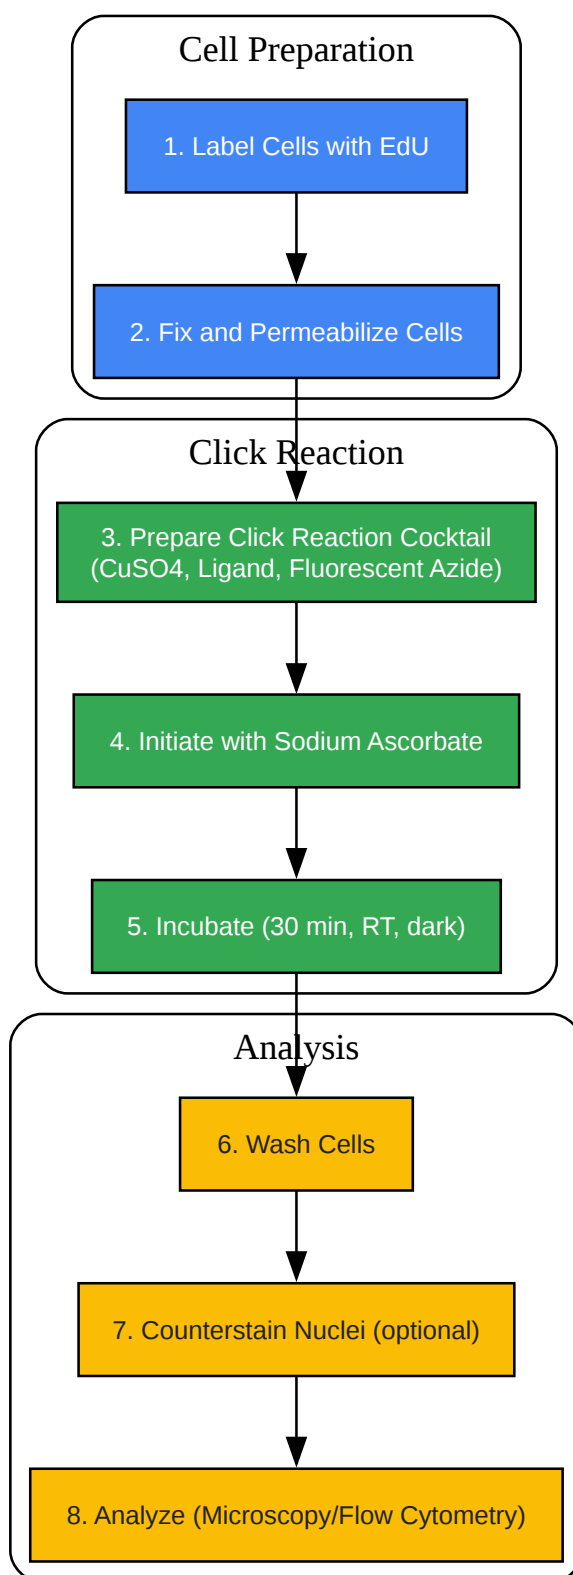 Cell Preparation
1. Label Cells with EdU
2. Fix and Permeabilize Cells
Click Reaction
3. Prepare Click Reaction Cocktail
(CuSO4, Ligand, Fluorescent Azide)
4. Initiate with Sodium Ascorbate
5. Incubate (30 min, RT, dark)
Analysis
6. Wash Cells
7. Counterstain Nuclei (optional)
8. Analyze (Microscopy/Flow Cytometry)